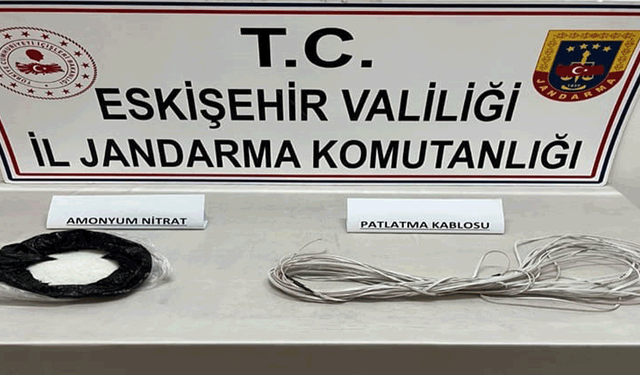 T.C.
ESKİŞEHİR VALİLİĞİ
İL JANDARMA KOMUTANLIĞI
JANDARMA
AMONYUM NİTRAT
PATLATMA KABLOSU